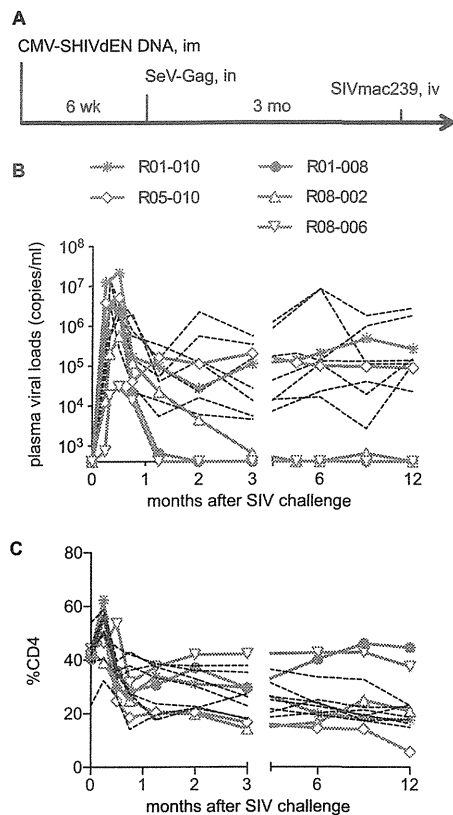 A
CMV-SHIVdEN DNA, im
SeV-Gag, in
SIVmac239, iv
6 wk
3 mo
B
R01-010
R01-008
R05-010
R08-002
R08-006
plasma viral loads (copies/ml)
10^8
10^7
10^6
10^5
10^4
10^3
0 1 2 3 6 12
months after SIV challenge
C
%CD4
80
60
40
20
0
0 1 2 3 6 12
months after SIV challenge